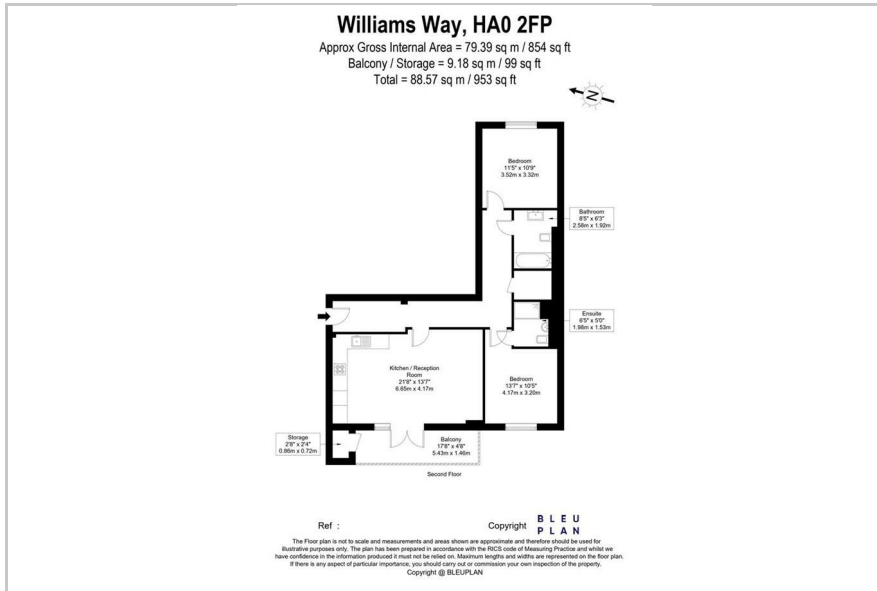 Williams Way, HA0 2FP
Approx Gross Internal Area = 79.39 sq m / 854 sq ft
Balcony / Storage = 9.18 sq m / 99 sq ft
Total = 88.57 sq m / 953 sq ft
N
Bedroom
11'5" x 10'9"
3.52m x 3.32m
Bathroom
8'5" x 6'3"
2.58m x 1.92m
Ensuite
6'5" x 5'0"
1.98m x 1.53m
Kitchen / Reception
Room
21'8" x 13'7"
6.65m x 4.17m
Bedroom
13'7" x 10'5"
4.17m x 3.20m
Storage
2'8" x 2'4"
0.86m x 0.72m
Balcony
17'8" x 4'8"
5.43m x 1.46m
Second Floor
Ref :
Copyright
BLEU
PLAN
The Floor plan is not to scale and measurements and areas shown are approximate and therefore should be used for
illustrative purposes only. The plan has been prepared in accordance with the RICS code of Measuring Practice and whilst we
have confidence in the information produced it must not be relied on. Maximum lengths and widths are represented on the floor plan.
If there is any aspect of particular importance, you should carry out or commission your own inspection of the property.
Copyright @ BLEUPLAN